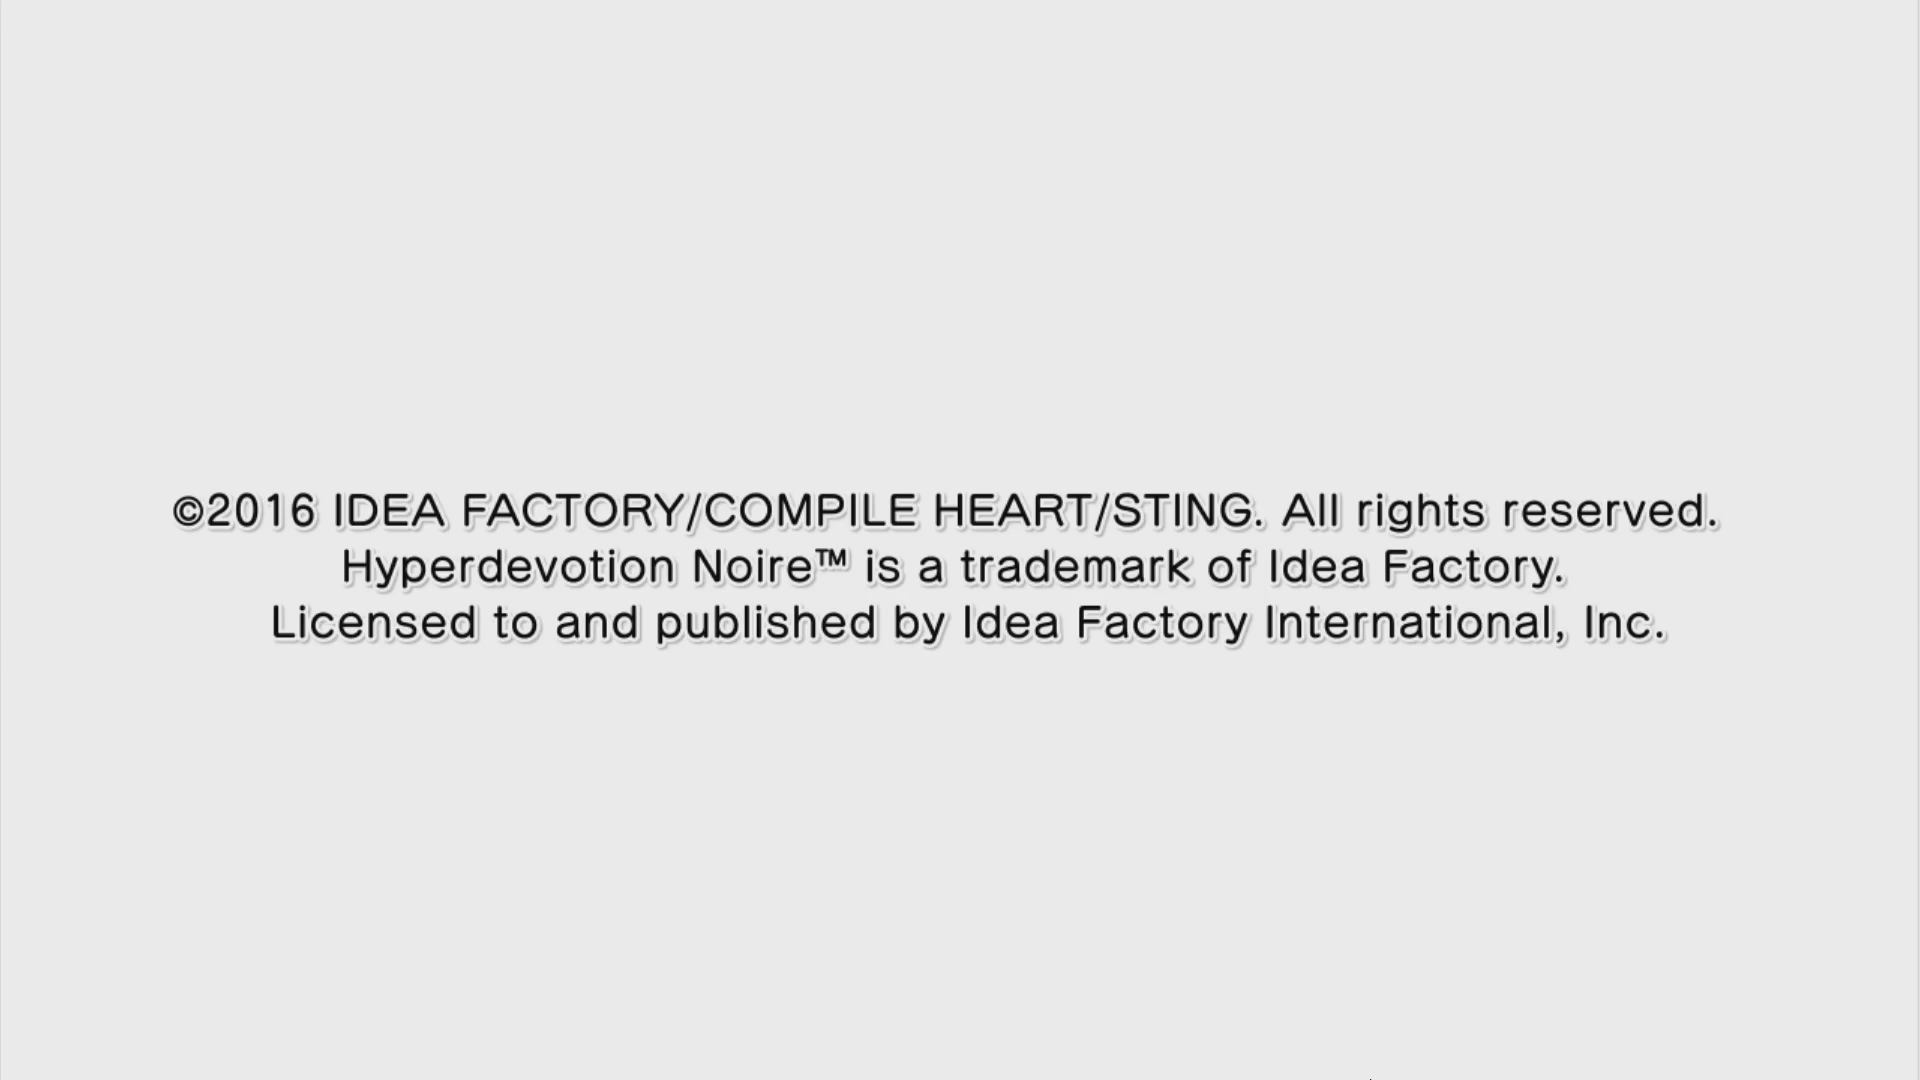 ©2016 IDEA FACTORY/COMPILE HEART/STING. All rights reserved.
Hyperdevotion Noire™ is a trademark of Idea Factory.
Licensed to and published by Idea Factory International, Inc.